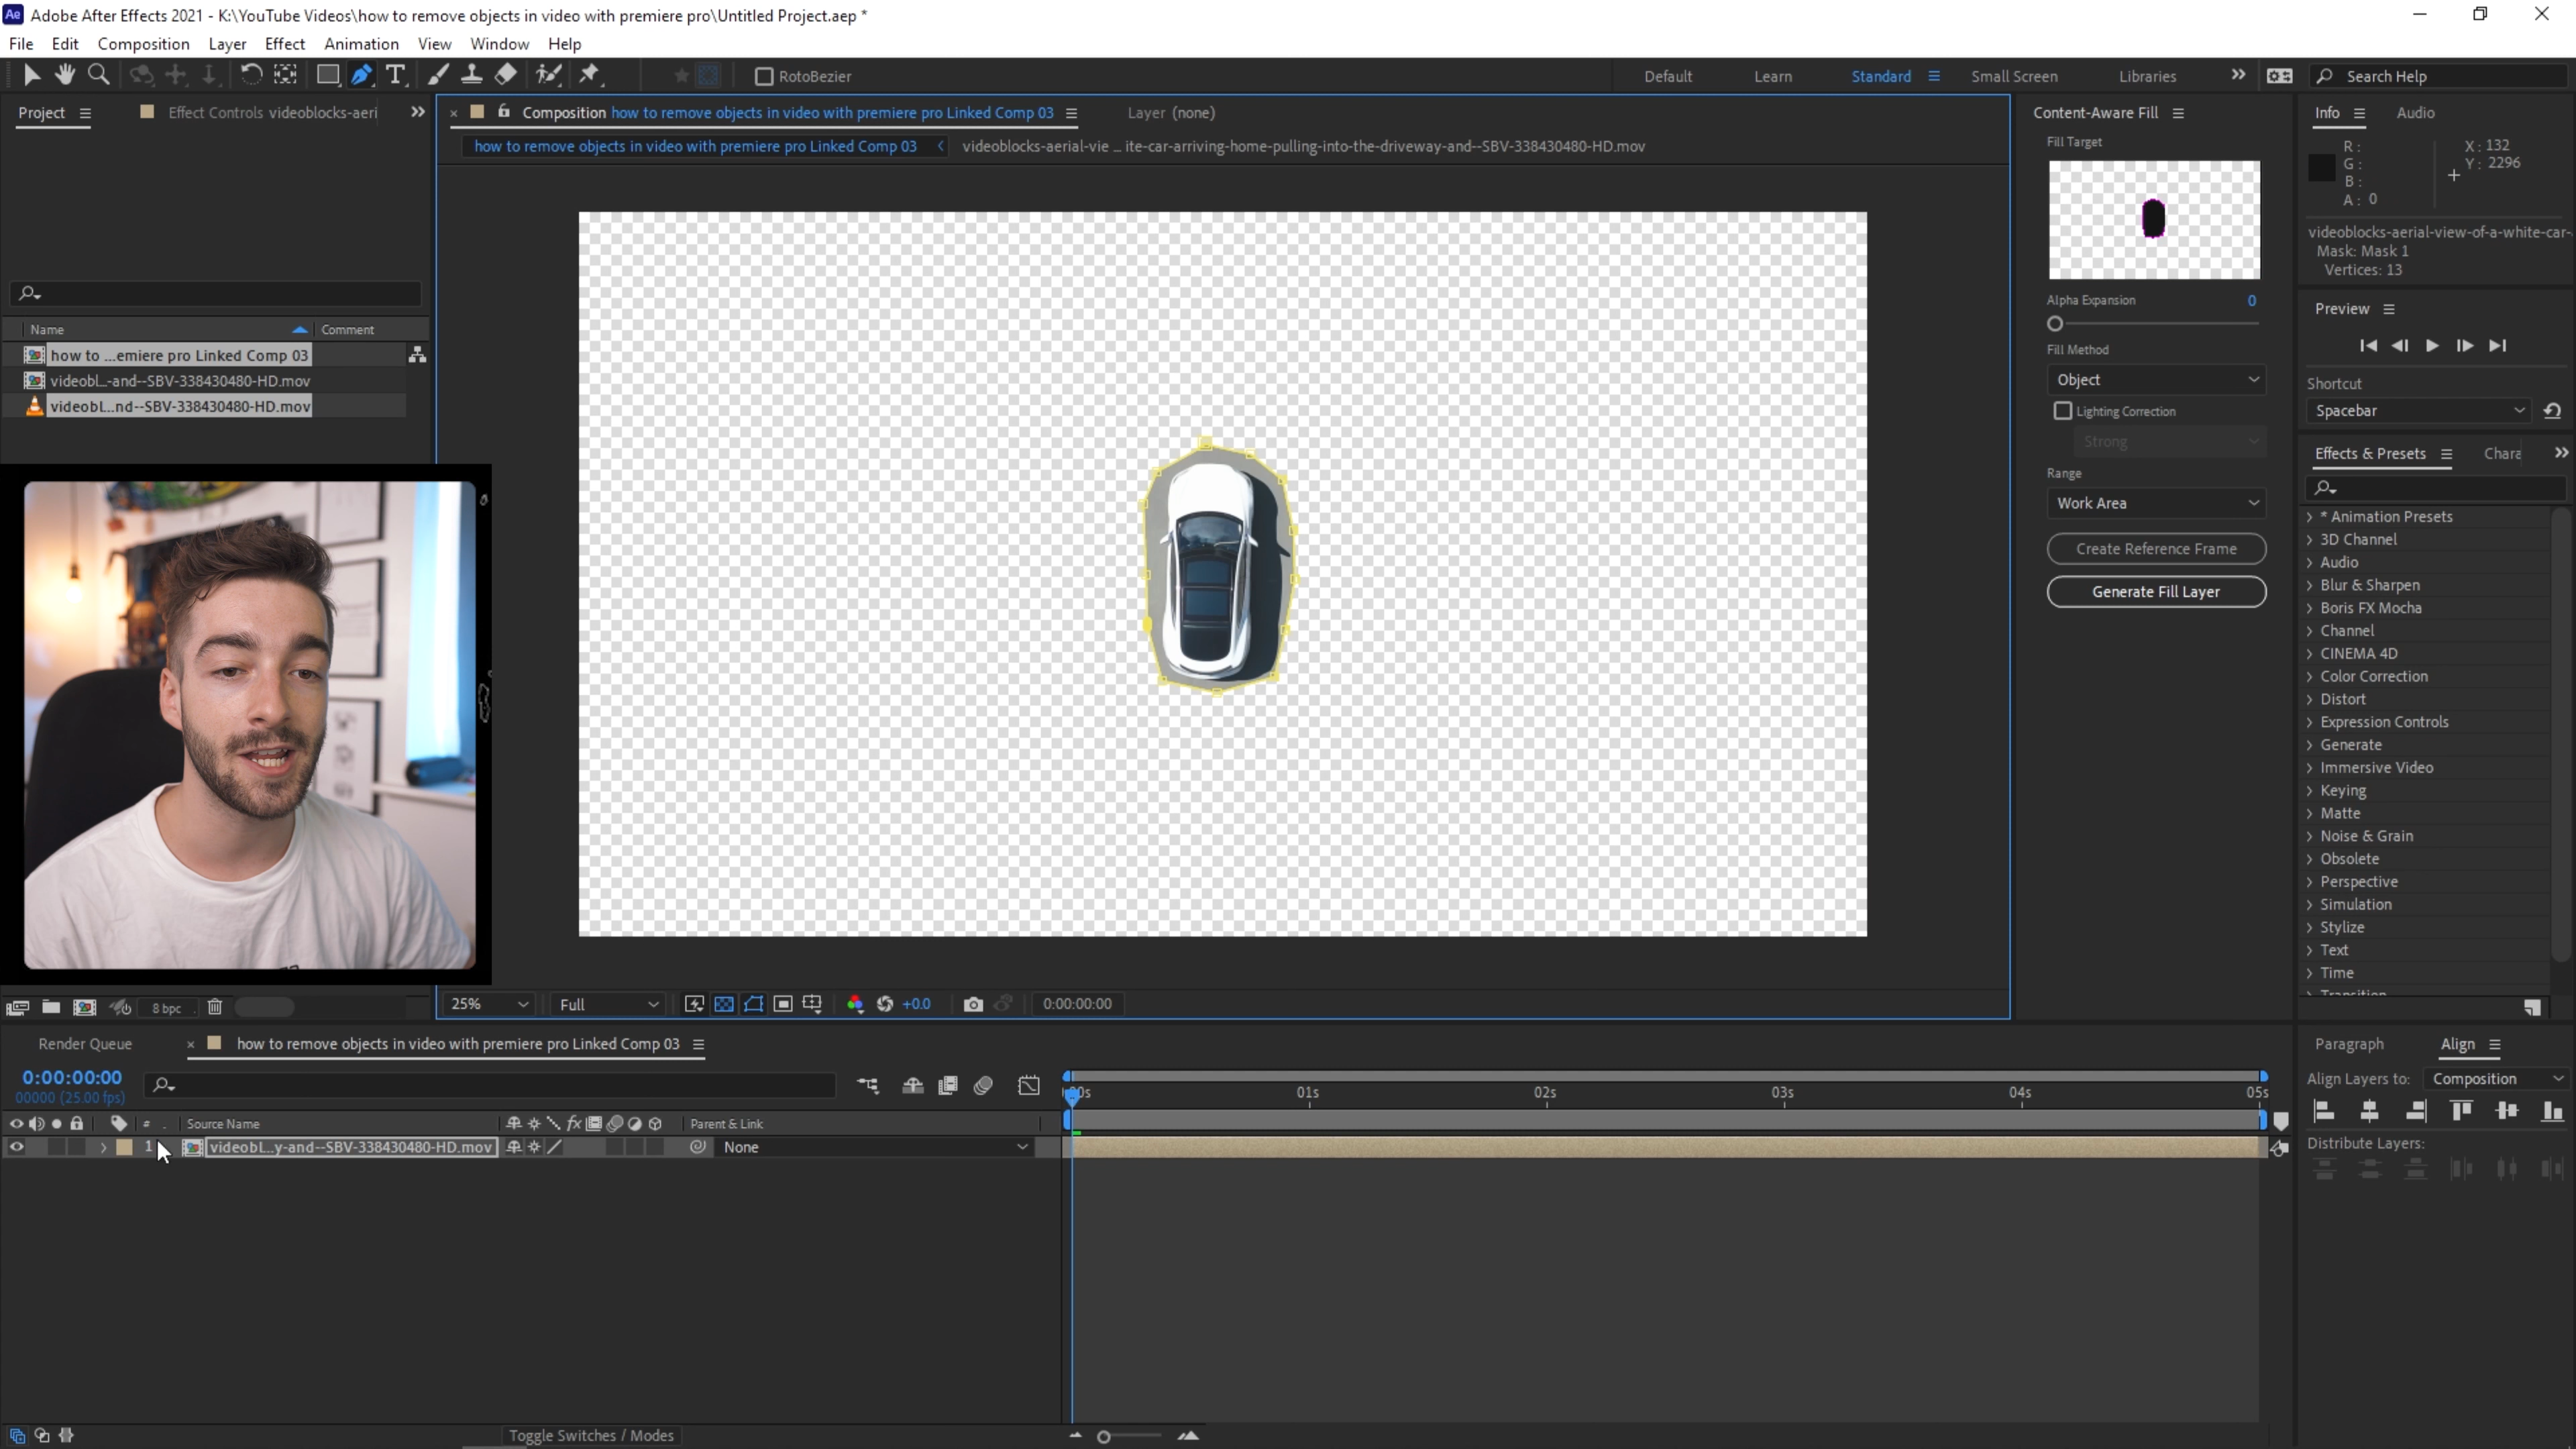 Ae Adobe After Effects 2021 - K:\YouTube Videos\how to remove objects in video with premiere pro\Untitled Project.aep *
File Edit Composition Layer Effect Animation View Window Help
RotoBezier Default Learn Standard Small Screen Libraries Search Help
Project Effect Controls videoblocks-aeri
Name Comment
how to ...emiere pro Linked Comp 03
videobl...-and--SBV-338430480-HD.mov
videobl...nd--SBV-338430480-HD.mov
8 bpc
Composition how to remove objects in video with premiere pro Linked Comp 03 Layer (none)
how to remove objects in video with premiere pro Linked Comp 03 videoblocks-aerial-vie ... ite-car-arriving-home-pulling-into-the-driveway-and--SBV-338430480-HD.mov
25% Full +0.0 0:00:00:00
Content-Aware Fill
Fill Target
Alpha Expansion 0
Fill Method
Object
Lighting Correction
Strong
Range
Work Area
Create Reference Frame
Generate Fill Layer
Info Audio
R :
G :
B :
A : 0
X : 132
Y : 2296
videoblocks-aerial-view-of-a-white-car-
Mask: Mask 1
Vertices: 13
Preview
Shortcut
Spacebar
Effects & Presets Chara
* Animation Presets
3D Channel
Audio
Blur & Sharpen
Boris FX Mocha
Channel
CINEMA 4D
Color Correction
Distort
Expression Controls
Generate
Immersive Video
Keying
Matte
Noise & Grain
Obsolete
Perspective
Simulation
Stylize
Text
Time
Transition
Render Queue how to remove objects in video with premiere pro Linked Comp 03
0:00:00:00
00000 (25.00 fps)
# Source Name fx Parent & Link
1 videobl...y-and--SBV-338430480-HD.mov None
01s 02s 03s 04s 05s
Toggle Switches / Modes
Paragraph Align
Align Layers to: Composition
Distribute Layers: